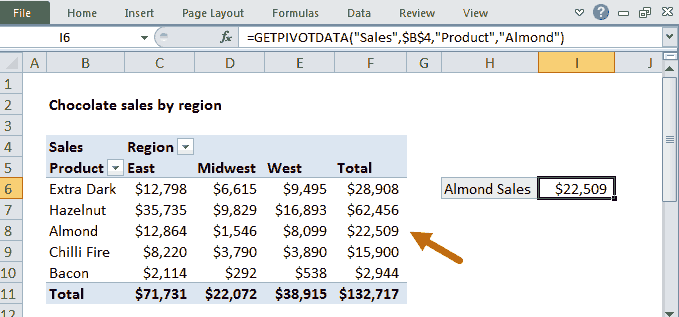 File Home Insert Page Layout Formulas Data Review View
I6 fx =GETPIVOTDATA("Sales",$B$4,"Product","Almond")
A B C D E F G H I J
1
2 Chocolate sales by region
3
4 Sales Region
5 Product East Midwest West Total
6 Extra Dark $12,798 $6,615 $9,495 $28,908 Almond Sales $22,509
7 Hazelnut $35,735 $9,829 $16,893 $62,456
8 Almond $12,864 $1,546 $8,099 $22,509
9 Chilli Fire $8,220 $3,790 $3,890 $15,900
10 Bacon $2,114 $292 $538 $2,944
11 Total $71,731 $22,072 $38,915 $132,717
12